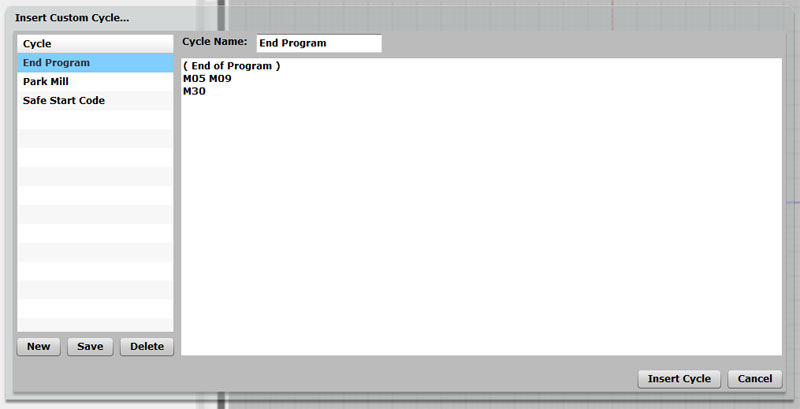 Insert Custom Cycle...
Cycle
End Program
Park Mill
Safe Start Code
New Save Delete
Cycle Name: End Program
( End of Program )
M05 M09
M30
Insert Cycle Cancel